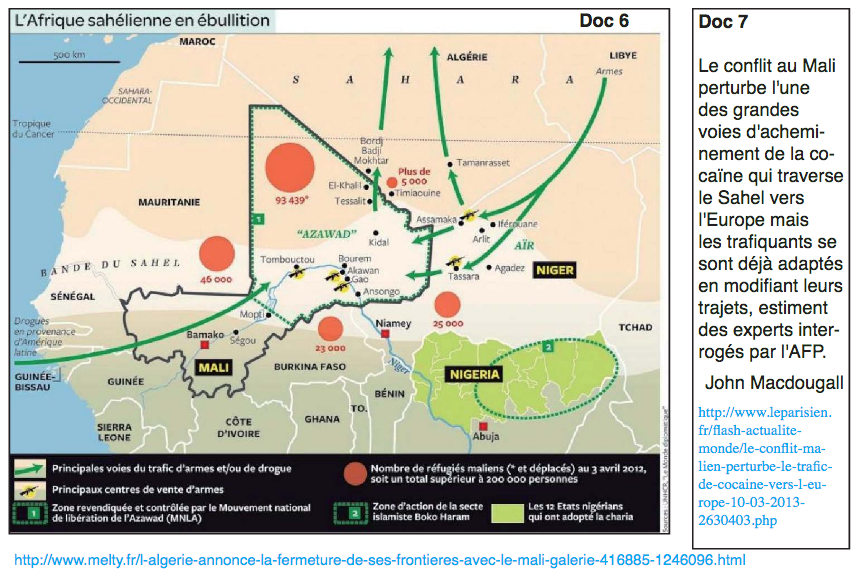 L'Afrique sahélienne en ébullition
Doc 6
500 km
MAROC
ALGÉRIE
LIBYE
Armes
SAHARA-
OCCIDENTAL
S A H A R A
Tropique
du Cancer
Bordj
Badji
Mokhtar
Plus de
5 000
Tamanrasset
93 439*
El-Khalil
Timiaouine
Tessalit
MAURITANIE
1
Assamaka
Iférouane
"AZAWAD"
Kidal
Arlit
AÏR
46 000
Tombouctou
Bourem
Akawan
Gao
Agadez
Tassara
NIGER
BANDE DU SAHEL
Ansongo
SÉNÉGAL
Mopti
25 000
TCHAD
Drogues
en provenance
d'Amérique
latine
Niamey
Bamako
Ségou
23 000
2
MALI
BURKINA FASO
Niger
NIGERIA
GUINÉE-
BISSAU
GUINÉE
BÉNIN
TO.
GHANA
CÔTE
D'IVOIRE
SIERRA
LEONE
Abuja
Principales voies du trafic d'armes et/ou de drogue
Principaux centres de vente d'armes
1
Zone revendiquée et contrôlée par le Mouvement national
de libération de l'Azawad (MNLA)
Nombre de réfugiés maliens (* et déplacés) au 3 avril 2012,
soit un total supérieur à 200 000 personnes
2
Zone d'action de la secte
islamiste Boko Haram
Les 12 Etats nigérians
qui ont adopté la charia
Sources : UNHCR, "Le Monde diplomatique"
http://www.melty.fr/l-algerie-annonce-la-fermeture-de-ses-frontieres-avec-le-mali-galerie-416885-1246096.html
Doc 7
Le conflit au Mali
perturbe l'une
des grandes
voies d'achemi-
nement de la co-
caïne qui traverse
le Sahel vers
l'Europe mais
les trafiquants se
sont déjà adaptés
en modifiant leurs
trajets, estiment
des experts inter-
rogés par l'AFP.
John Macdougall
http://www.leparisien.
fr/flash-actualite-
monde/le-conflit-ma-
lien-perturbe-le-trafic-
de-cocaine-vers-l-eu-
rope-10-03-2013-
2630403.php